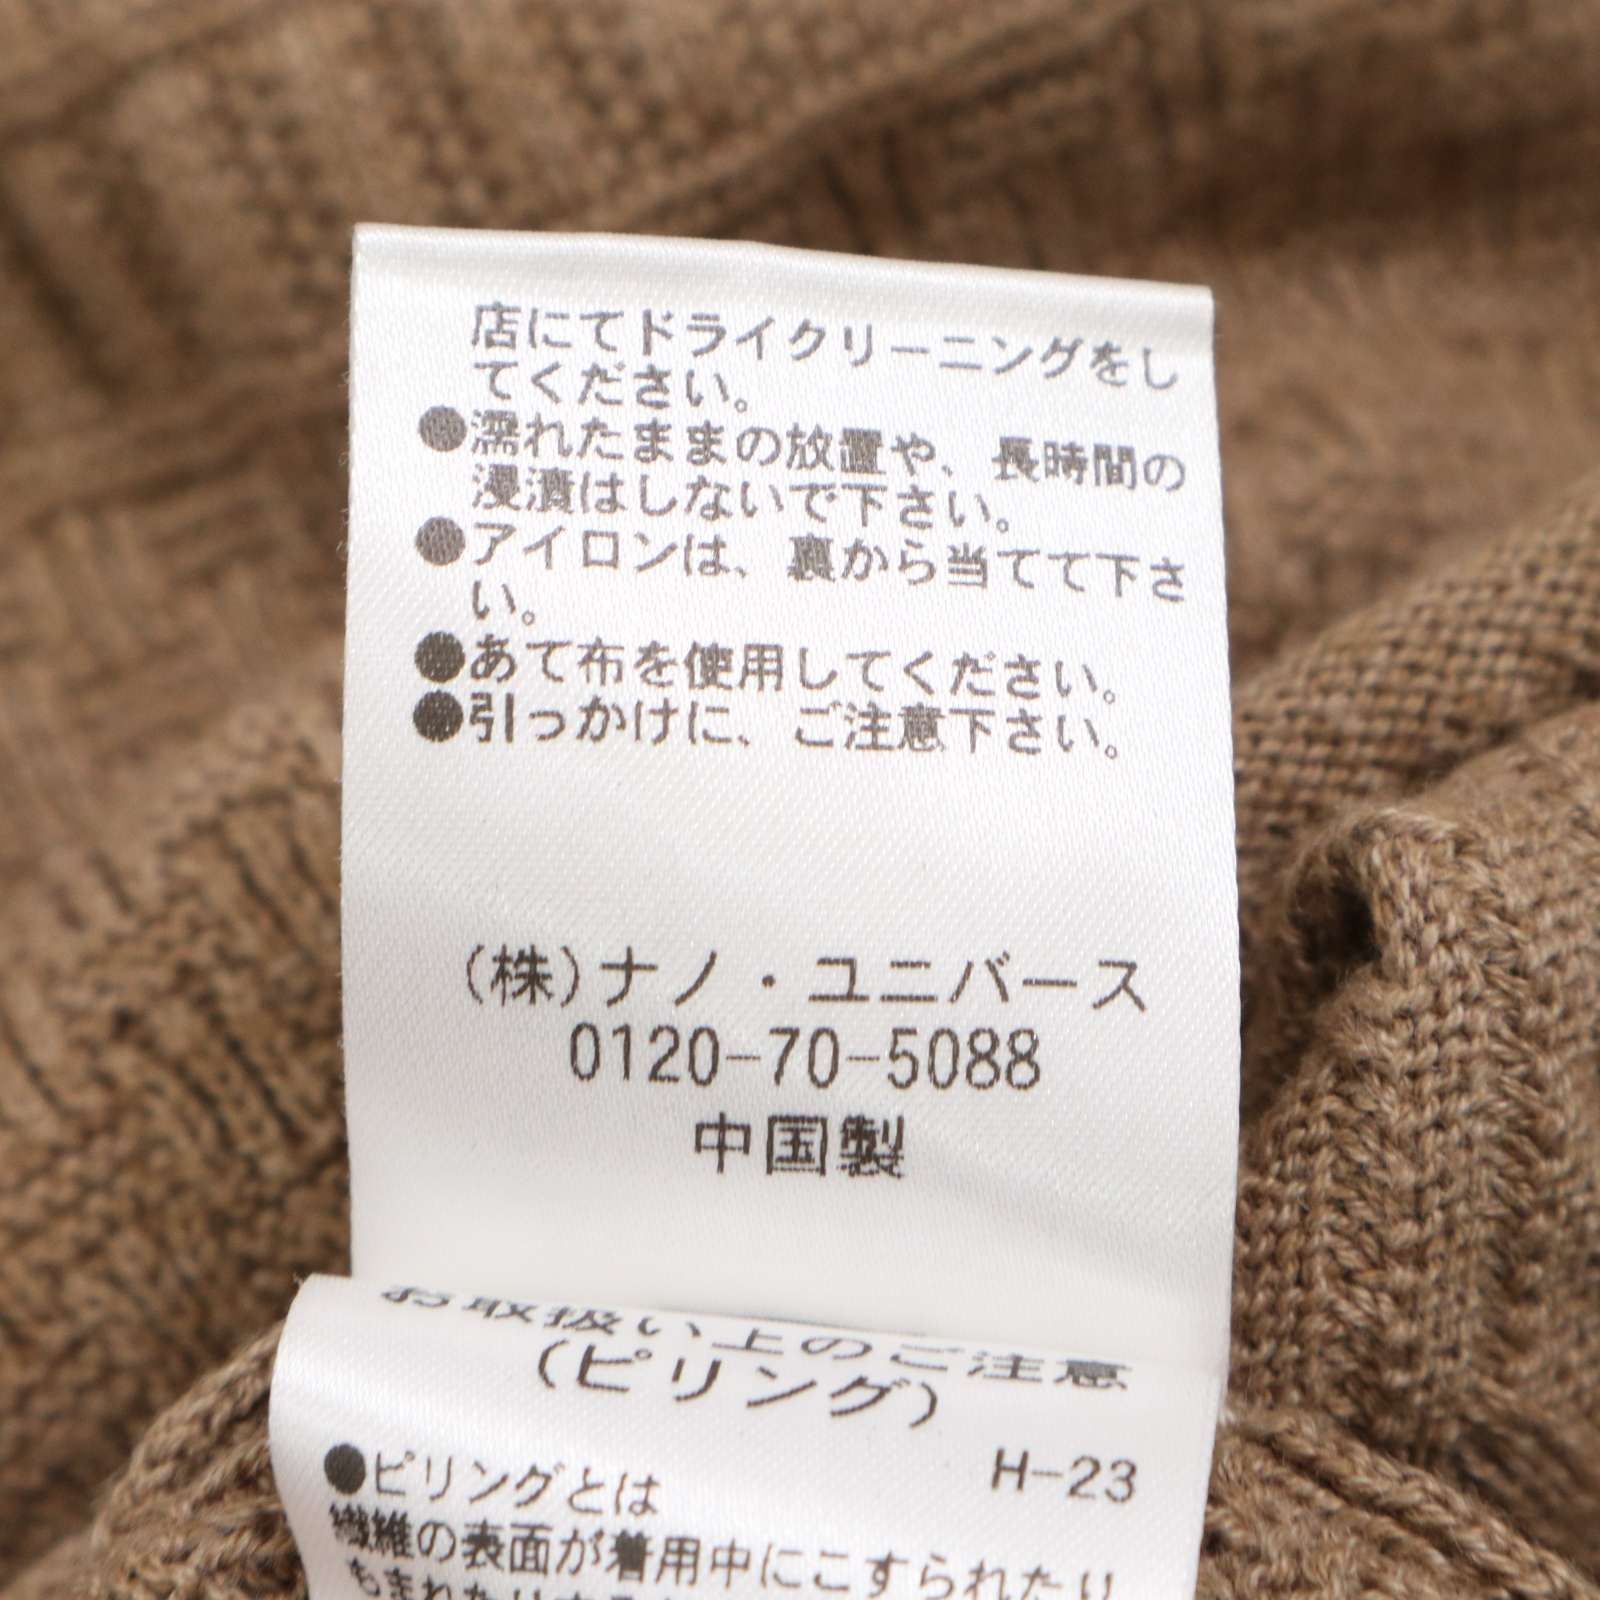 店にてドライクリーニングをし
てください。
●濡れたままの放置や、長時間の
浸漬はしないで下さい。
●アイロンは、裏から当てて下さ
い。
●あて布を使用してください。
●引っかけに、ご注意下さい。
(株)ナノ・ユニバース
0120-70-5088
中国製
お取扱い上のご注意
(ピリング)
H-23
●ピリングとは
繊維の表面が着用中にこすられたり